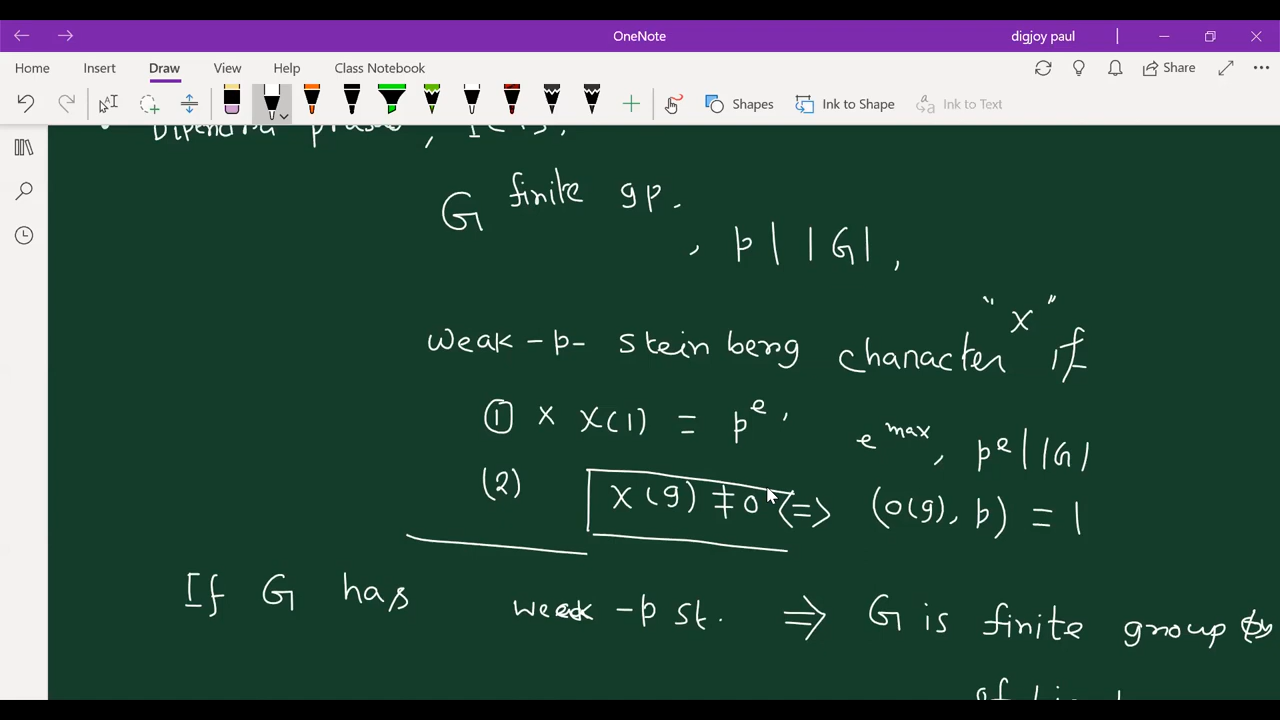 OneNote
digjoy paul
Home Insert Draw View Help Class Notebook Share
Shapes Ink to Shape Ink to Text
G finite gp.
, p | |G|,
"χ"
weak-p- steinberg character if
① × χ(1) = p^e, e^max, p^e | |G|
(2) χ(g) ≠ 0 <=> (o(g), p) = 1
If G has weak -p st. => G is finite group